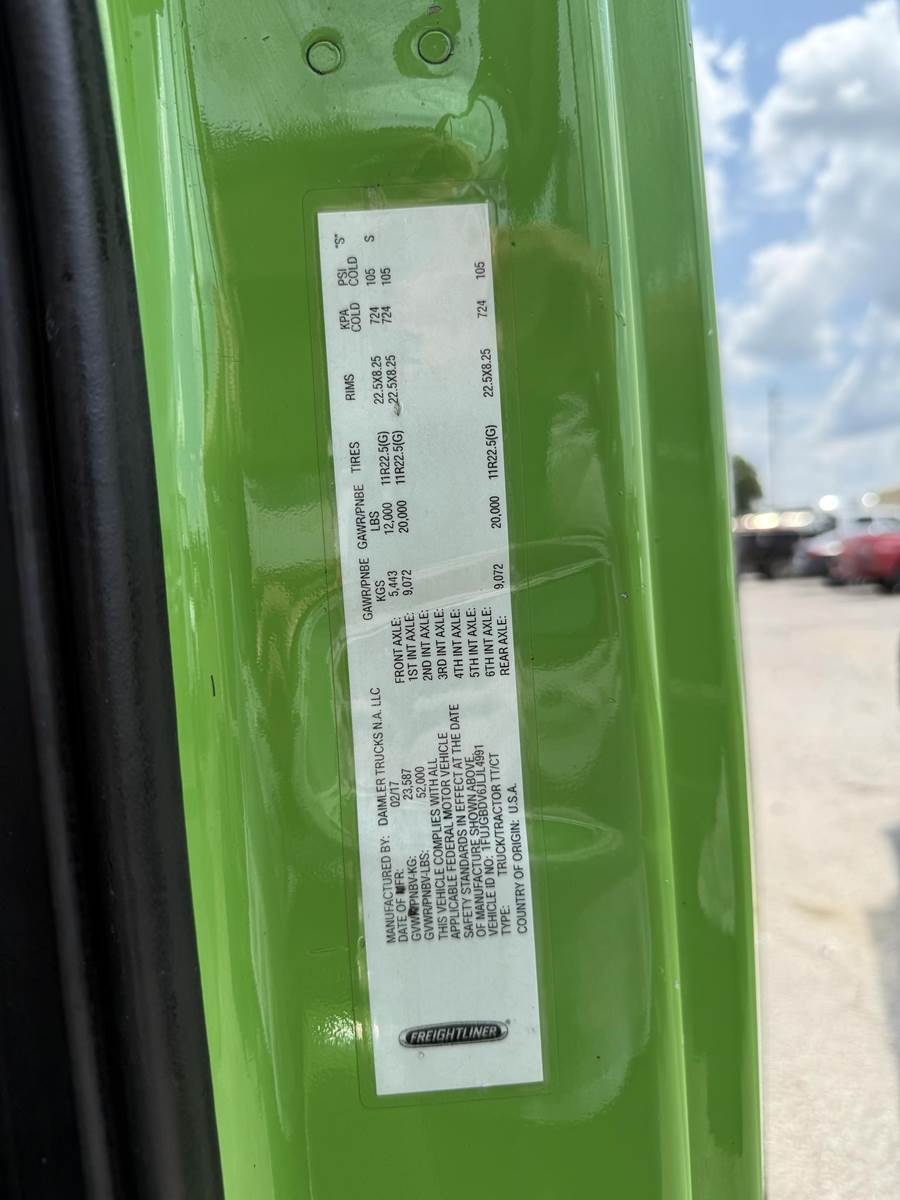 FREIGHTLINER
MANUFACTURED BY: DAIMLER TRUCKS N.A. LLC
DATE OF MFR: 02/17
GVWR/PNBV-KG: 23,587
GVWR/PNBV-LBS: 52,000
THIS VEHICLE COMPLIES WITH ALL
APPLICABLE FEDERAL MOTOR VEHICLE
SAFETY STANDARDS IN EFFECT AT THE DATE
OF MANUFACTURE SHOWN ABOVE.
VEHICLE ID NO: 1FUJGBDV6JLJL4991
TYPE: TRUCK/TRACTOR TT/CT
COUNTRY OF ORIGIN: U.S.A.
GAWR/PNBE GAWR/PNBE TIRES RIMS KPA PSI "S"
KGS LBS COLD COLD
FRONT AXLE: 5,443 12,000 11R22.5(G) 22.5X8.25 724 105 S
1ST INT AXLE: 9,072 20,000 11R22.5(G) 22.5X8.25 724 105
2ND INT AXLE:
3RD INT AXLE:
4TH INT AXLE:
5TH INT AXLE:
6TH INT AXLE:
REAR AXLE: 9,072 20,000 11R22.5(G) 22.5X8.25 724 105